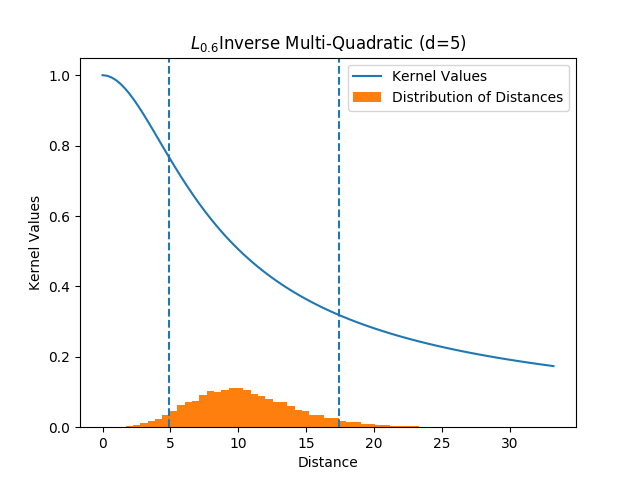 L0.6Inverse Multi-Quadratic (d=5)
Kernel Values
Distribution of Distances
1.0
0.8
0.6
0.4
0.2
0.0
Kernel Values
0 5 10 15 20 25 30
Distance